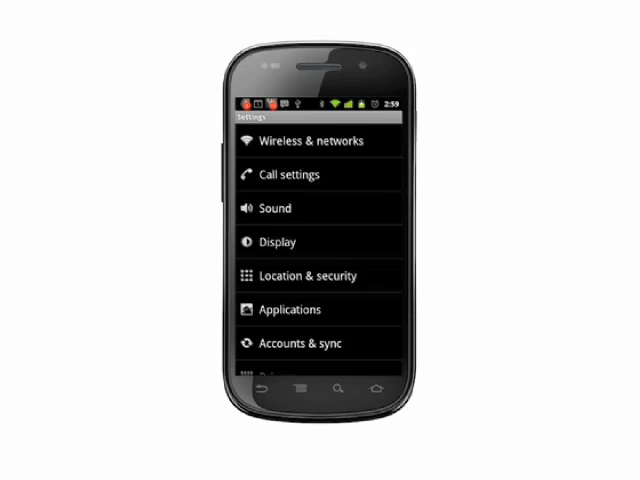 2:59
Settings
Wireless & networks
Call settings
Sound
Display
Location & security
Applications
Accounts & sync